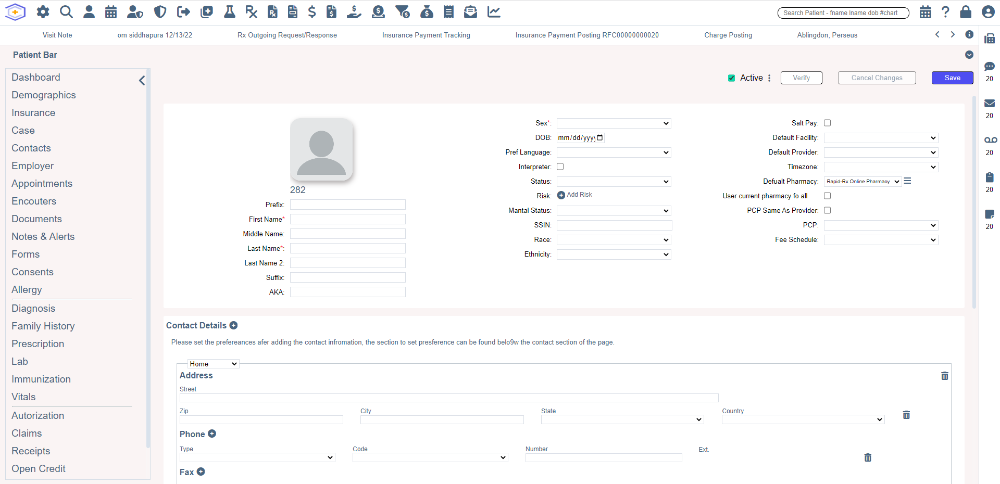 Search Patient - fname lname dob #chart
Visit Note
om siddhapura 12/13/22
Rx Outgoing Request/Response
Insurance Payment Tracking
Insurance Payment Posting RFC00000000020
Charge Posting
Ablingdon, Perseus
Patient Bar
Dashboard
Demographics
Insurance
Case
Contacts
Employer
Appointments
Encouters
Documents
Notes & Alerts
Forms
Consents
Allergy
Diagnosis
Family History
Prescription
Lab
Immunization
Vitals
Autorization
Claims
Receipts
Open Credit
Active
Verify
Cancel Changes
Save
282
Prefix:
First Name*
Middle Name:
Last Name*:
Last Name 2:
Suffix:
AKA:
Sex*:
DOB: mm/dd/yyyy
Pref Language:
Interpreter:
Status:
Risk: Add Risk
Mantal Status:
SSIN:
Race:
Ethnicity:
Salt Pay:
Default Facility:
Default Provider:
Timezone:
Defualt Pharmacy: Rapid-Rx Online Pharmacy
User current pharmacy fo all
PCP Same As Provider:
PCP:
Fee Schedule:
Contact Details
Please set the prefereances afer adding the contact infromation, the section to set presference can be found belo9w the contact section of the page.
Home
Address
Street
Zip
City
State
Country
Phone
Type
Code
Number
Ext.
Fax
20
20
20
20
20